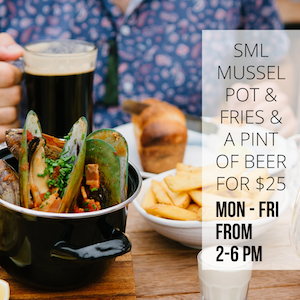 SML
MUSSEL
POT &
FRIES &
A PINT
OF BEER
FOR $25
MON - FRI
FROM
2-6 PM